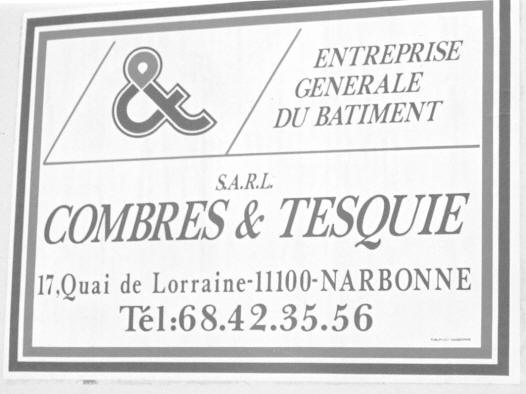 &
ENTREPRISE
GENERALE
DU BATIMENT
S.A.R.L.
COMBRES & TESQUIE
17,Quai de Lorraine-11100-NARBONNE
Tél:68.42.35.56